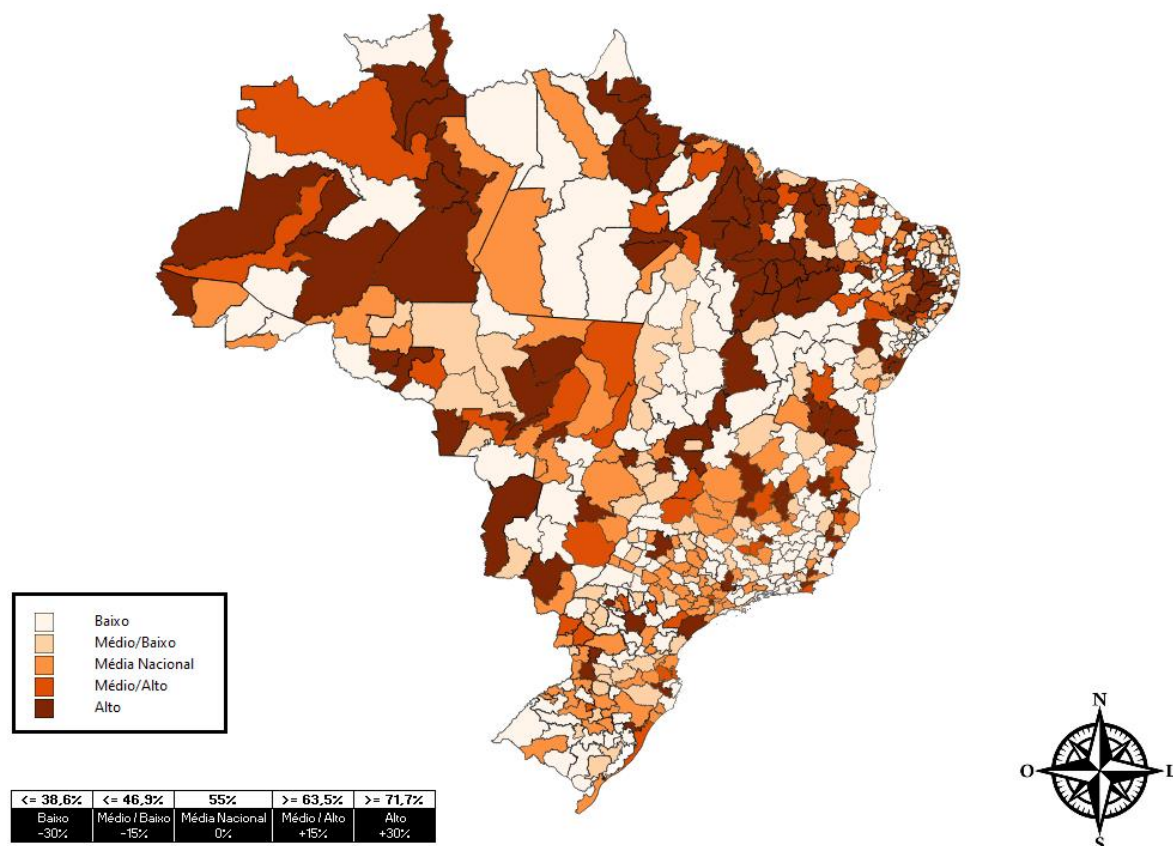 Baixo
Médio/Baixo
Média Nacional
Médio/Alto
Alto
N
O L
S
<= 38,6% <= 46,9% 55% >= 63,5% >= 71,7%
Baixo Médio / Baixo Média Nacional Médio / Alto Alto
-30% -15% 0% +15% +30%